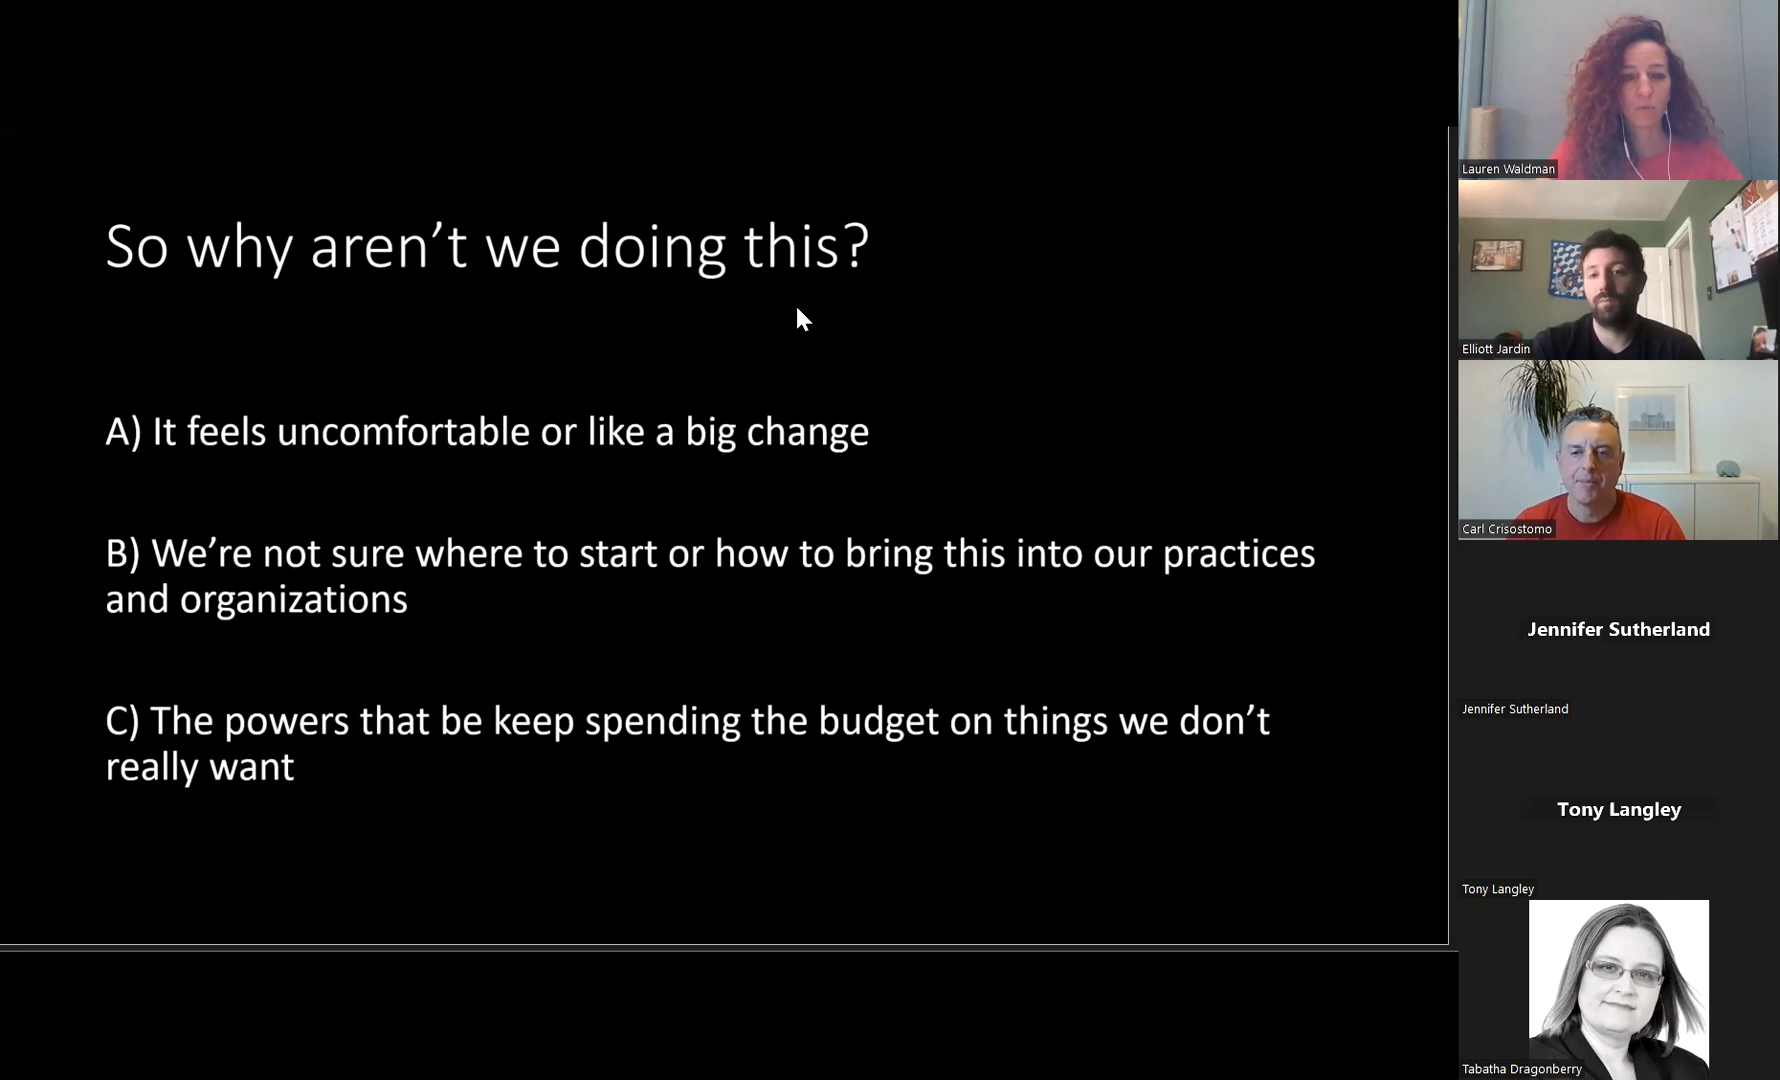 So why aren’t we doing this?
A) It feels uncomfortable or like a big change
B) We’re not sure where to start or how to bring this into our practices
and organizations
C) The powers that be keep spending the budget on things we don’t
really want
Lauren Waldman
Elliott Jardin
Carl Crisostomo
Jennifer Sutherland
Jennifer Sutherland
Tony Langley
Tony Langley
Tabatha Dragonberry